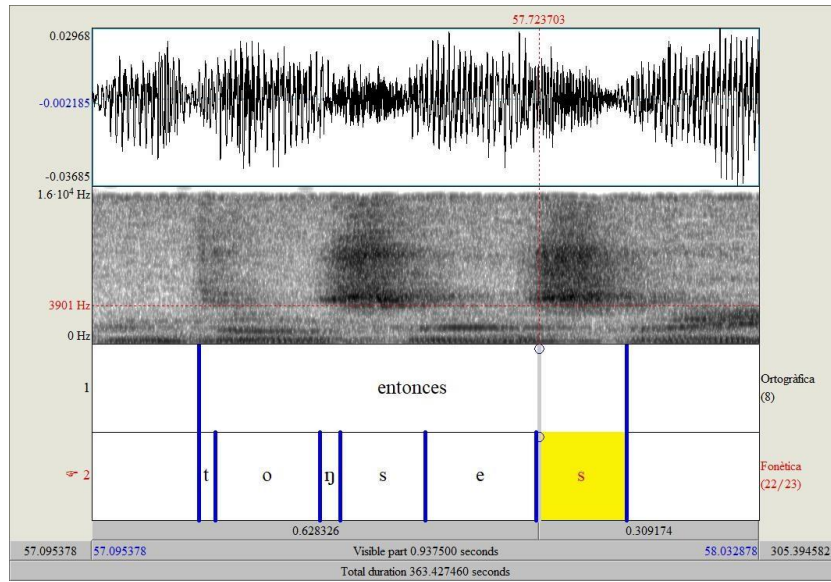 57.723703
0.02968
-0.002185
-0.03685
1.6·10⁴ Hz
3901 Hz
0 Hz
1 entonces Ortogràfica
(8)
☞ 2 t o ŋ s e s Fonètica
(22/23)
0.628326 0.309174
57.095378 57.095378 Visible part 0.937500 seconds 58.032878 305.394582
Total duration 363.427460 seconds